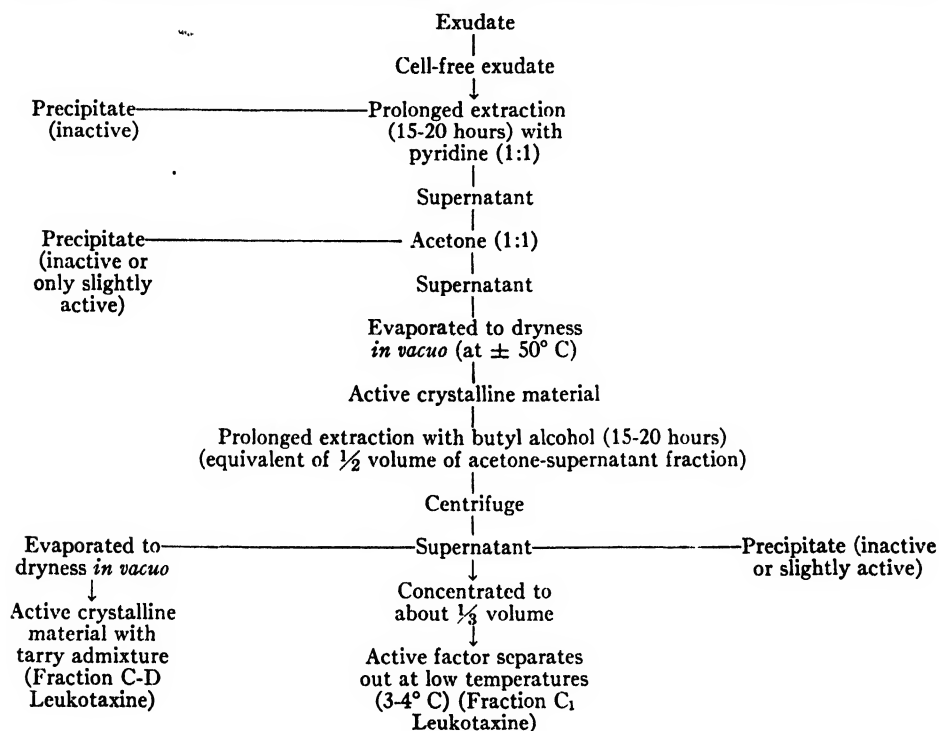 Exudate
Cell-free exudate
Precipitate
(inactive)
Prolonged extraction
(15-20 hours) with
pyridine (1:1)
Supernatant
Precipitate
(inactive or
only slightly
active)
Acetone (1:1)
Supernatant
Evaporated to dryness
in vacuo (at ± 50° C)
Active crystalline material
Prolonged extraction with butyl alcohol (15-20 hours)
(equivalent of ½ volume of acetone-supernatant fraction)
Centrifuge
Evaporated to
dryness in vacuo
Active crystalline
material with
tarry admixture
(Fraction C-D
Leukotaxine)
Supernatant
Concentrated to
about ⅓ volume
Active factor separates
out at low temperatures
(3-4° C) (Fraction C₁
Leukotaxine)
Precipitate (inactive
or slightly active)